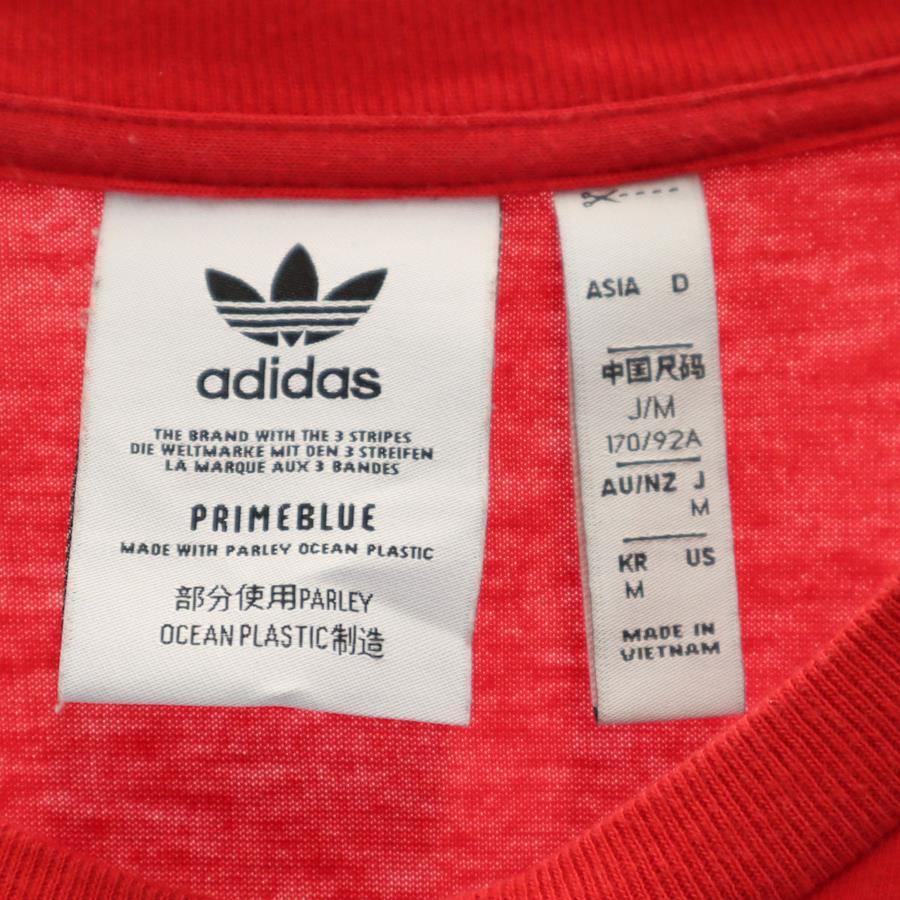 adidas
THE BRAND WITH THE 3 STRIPES
DIE WELTMARKE MIT DEN 3 STREIFEN
LA MARQUE AUX 3 BANDES
PRIMEBLUE
MADE WITH PARLEY OCEAN PLASTIC
部分使用PARLEY
OCEAN PLASTIC制造
ASIA D
中国尺码
J/M
170/92A
AU/NZ J
M
KR US
M
MADE IN
VIETNAM